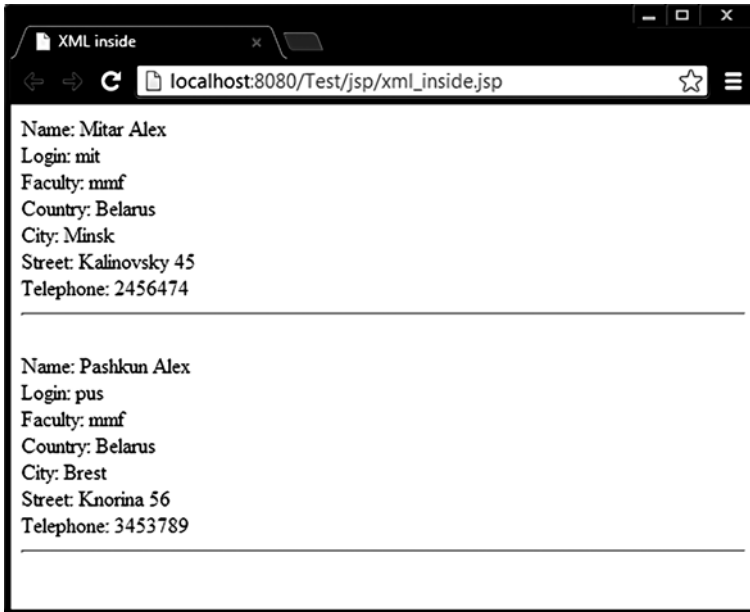 XML inside
localhost:8080/Test/jsp/xml_inside.jsp
Name: Mitar Alex
Login: mit
Faculty: mmf
Country: Belarus
City: Minsk
Street: Kalinovsky 45
Telephone: 2456474
Name: Pashkun Alex
Login: pus
Faculty: mmf
Country: Belarus
City: Brest
Street: Knorina 56
Telephone: 3453789